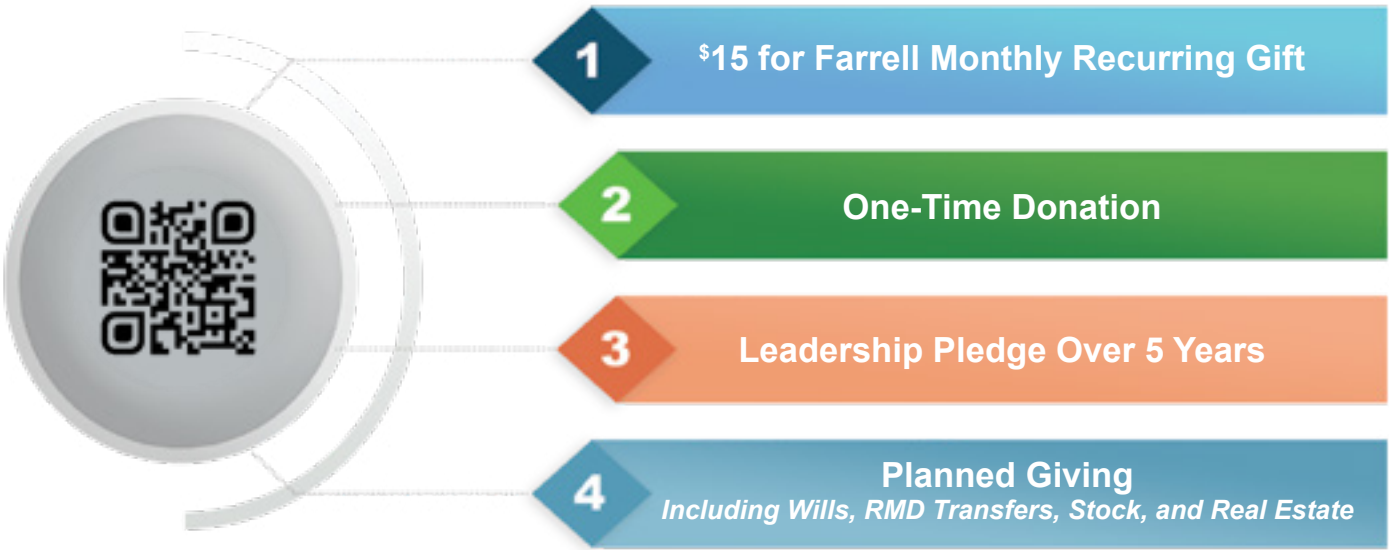 1
$15 for Farrell Monthly Recurring Gift
2
One-Time Donation
3
Leadership Pledge Over 5 Years
4
Planned Giving
Including Wills, RMD Transfers, Stock, and Real Estate